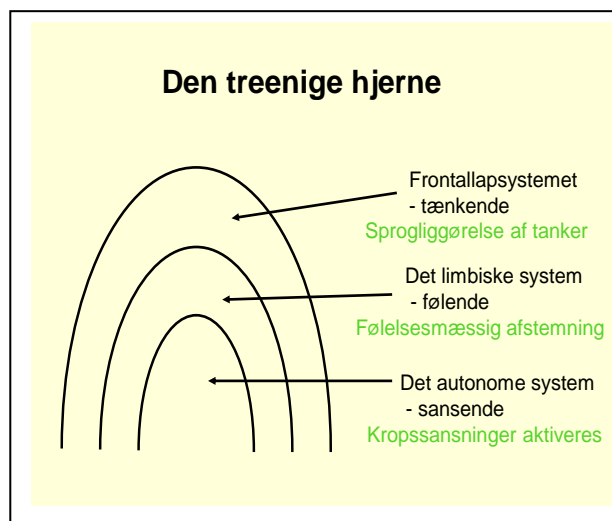 Den treenige hjerne
Frontallapsystemet
- tænkende
Sprogliggørelse af tanker
Det limbiske system
- følende
Følelsesmæssig afstemning
Det autonome system
- sansende
Kropssansninger aktiveres